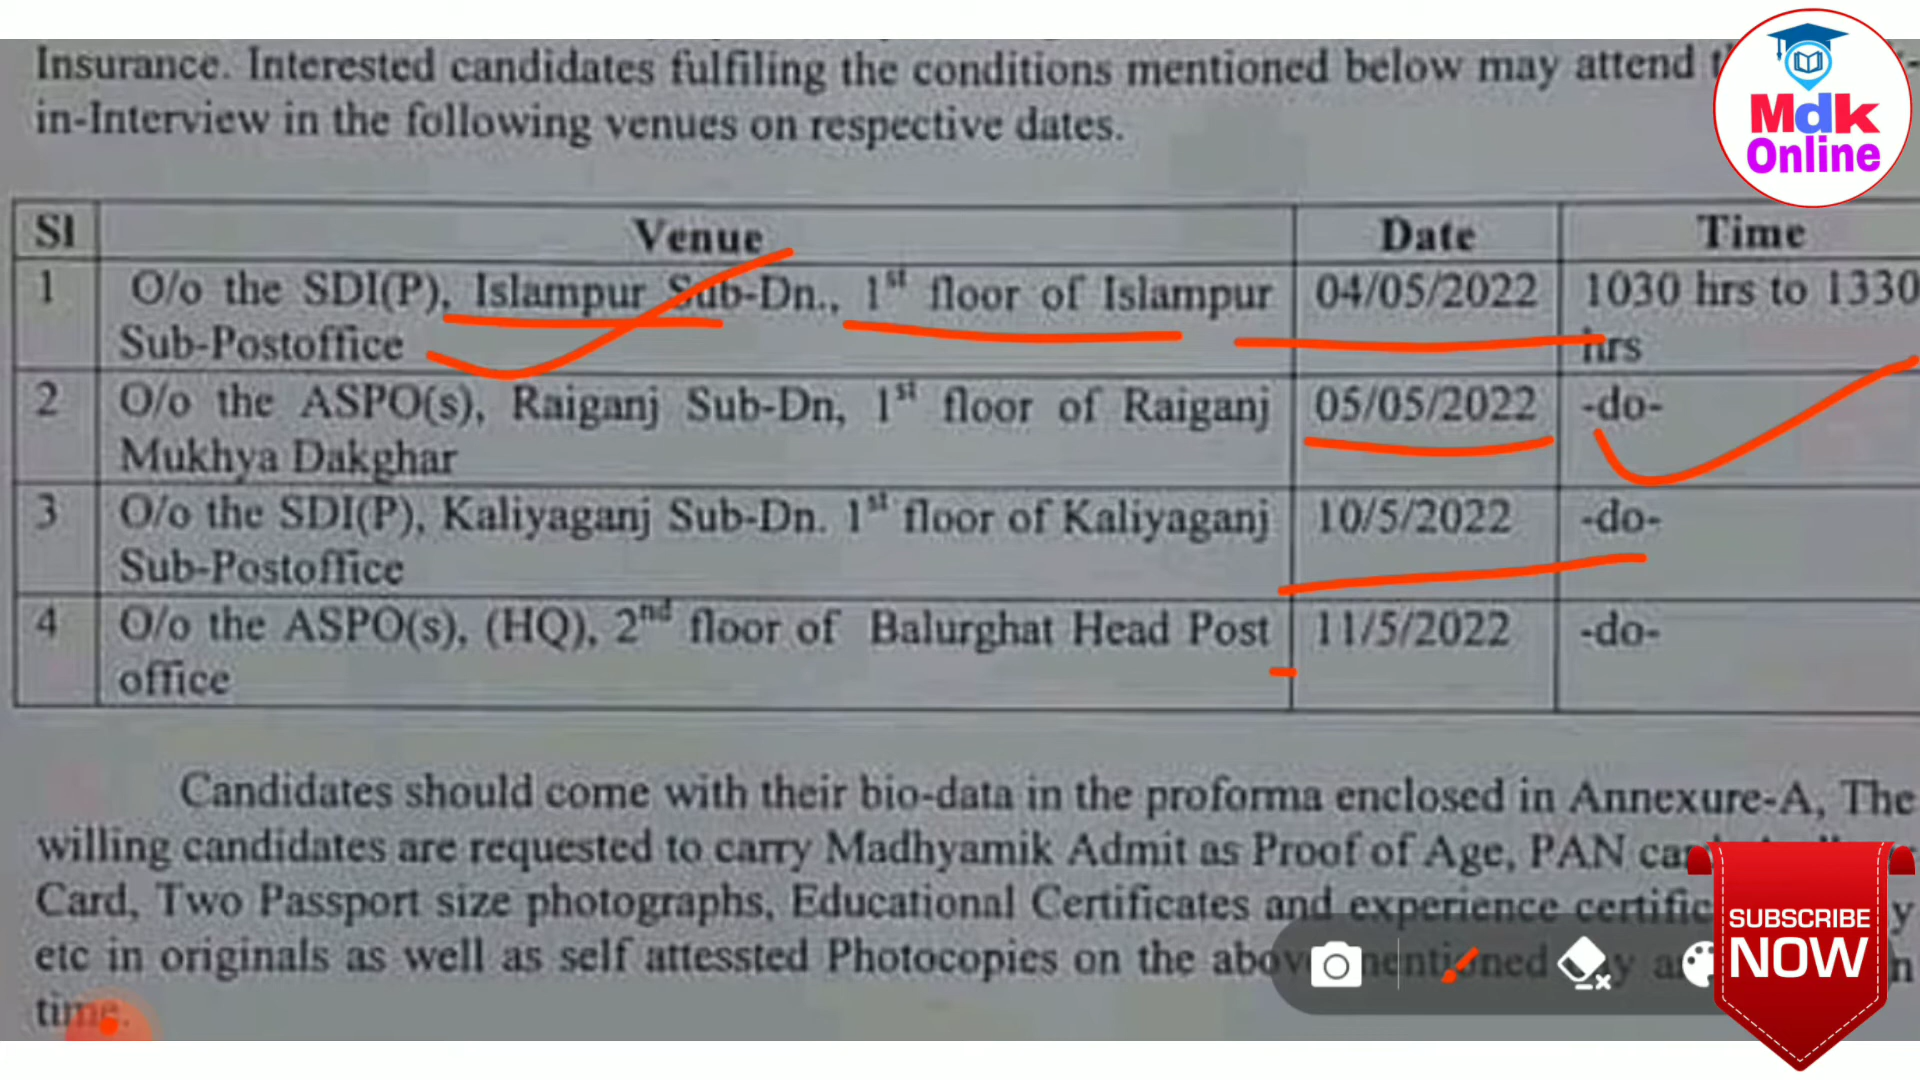 Insurance. Interested candidates fulfiling the conditions mentioned below may attend
in-Interview in the following venues on respective dates.
Mdk
Online
Sl Venue Date Time
1 O/o the SDI(P), Islampur Sub-Dn., 1st floor of Islampur 04/05/2022 1030 hrs to 1330
Sub-Postoffice hrs
2 O/o the ASPO(s), Raiganj Sub-Dn, 1st floor of Raiganj 05/05/2022 -do-
Mukhya Dakghar
3 O/o the SDI(P), Kaliyaganj Sub-Dn. 1st floor of Kaliyaganj 10/5/2022 -do-
Sub-Postoffice
4 O/o the ASPO(s), (HQ), 2nd floor of Balurghat Head Post 11/5/2022 -do-
office
Candidates should come with their bio-data in the proforma enclosed in Annexure-A, The
willing candidates are requested to carry Madhyamik Admit as Proof of Age, PAN
Card, Two Passport size photographs, Educational Certificates and experience
etc in originals as well as self attessted Photocopies on the above mentioned
time.
SUBSCRIBE
NOW